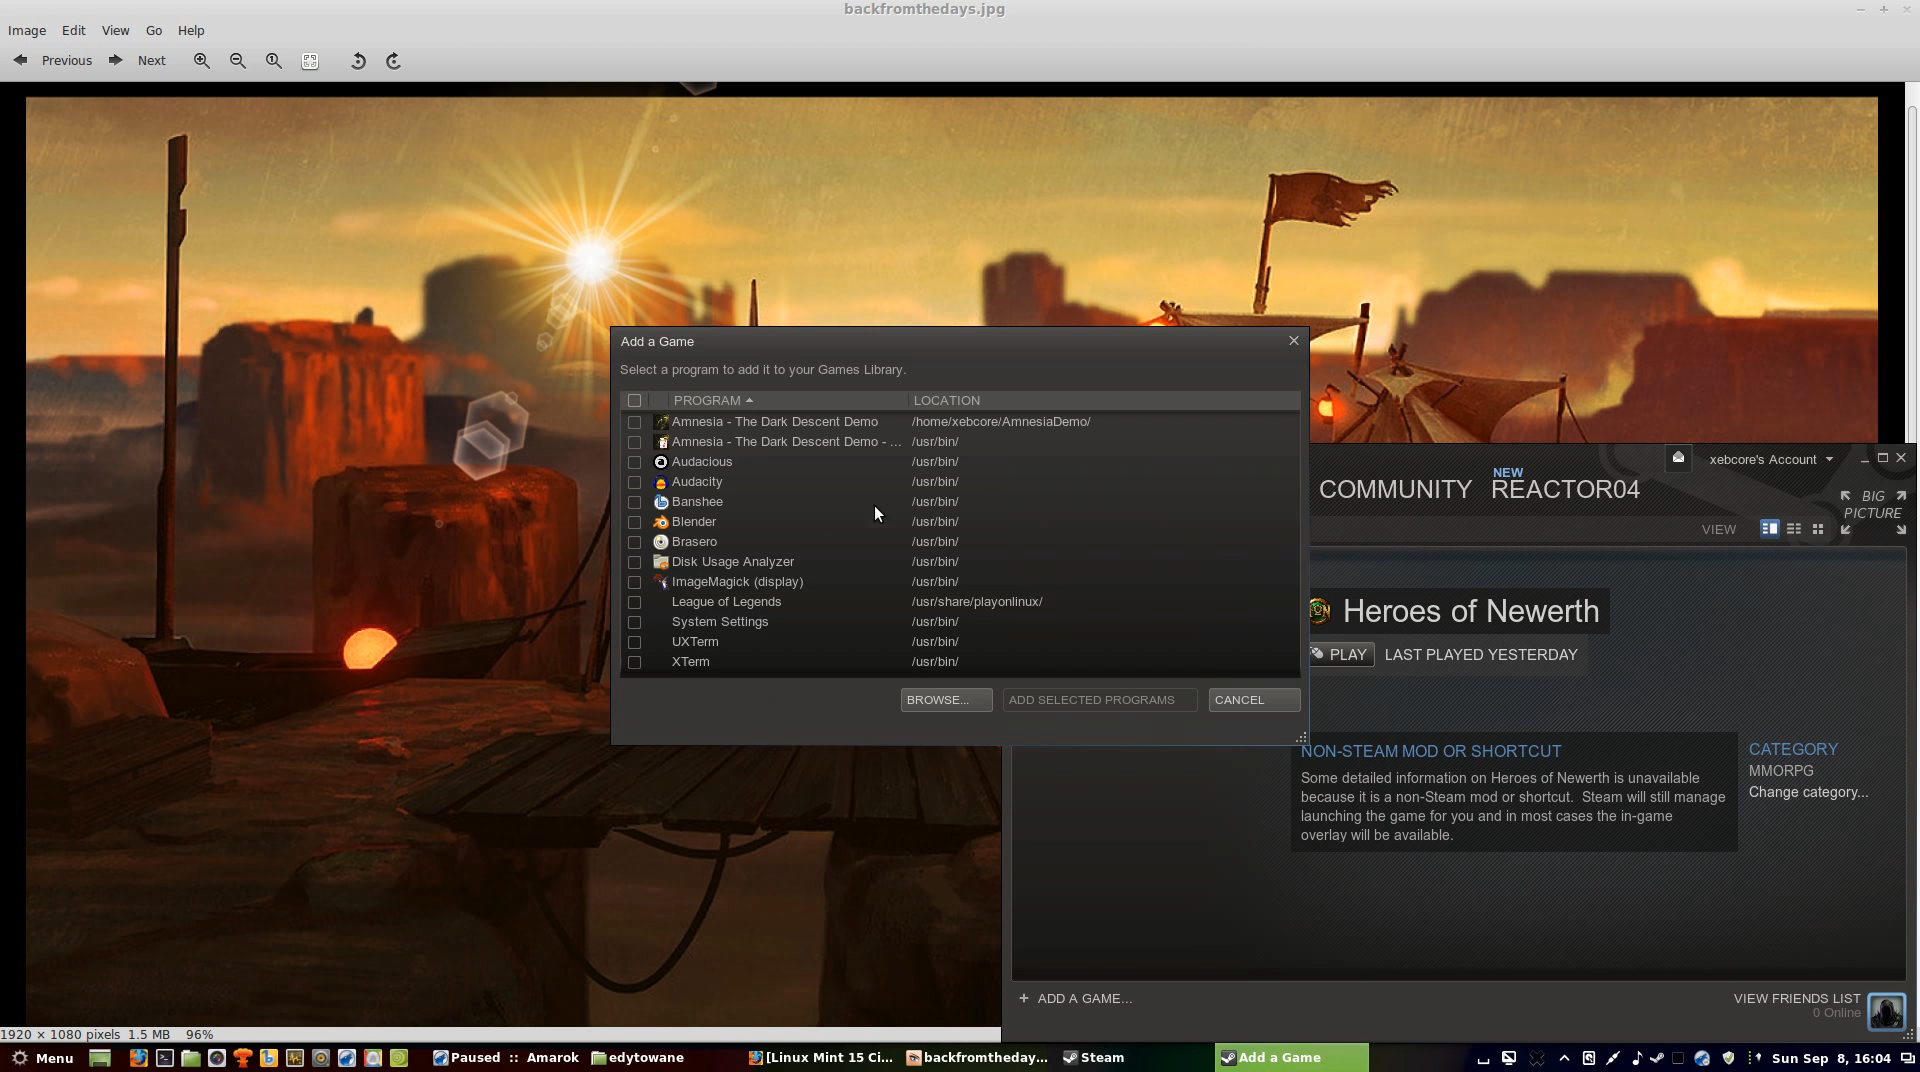 backfromthedays.jpg
Image Edit View Go Help
Previous Next
Add a Game
Select a program to add it to your Games Library.
PROGRAM LOCATION
Amnesia - The Dark Descent Demo /home/xebcore/AmnesiaDemo/
Amnesia - The Dark Descent Demo - ... /usr/bin/
Audacious /usr/bin/
Audacity /usr/bin/
Banshee /usr/bin/
Blender /usr/bin/
Brasero /usr/bin/
Disk Usage Analyzer /usr/bin/
ImageMagick (display) /usr/bin/
League of Legends /usr/share/playonlinux/
System Settings /usr/bin/
UXTerm /usr/bin/
XTerm /usr/bin/
BROWSE... ADD SELECTED PROGRAMS CANCEL
xebcore's Account
NEW
COMMUNITY REACTOR04
BIG
PICTURE
VIEW
Heroes of Newerth
PLAY LAST PLAYED YESTERDAY
NON-STEAM MOD OR SHORTCUT
Some detailed information on Heroes of Newerth is unavailable
because it is a non-Steam mod or shortcut. Steam will still manage
launching the game for you and in most cases the in-game
overlay will be available.
CATEGORY
MMORPG
Change category...
+ ADD A GAME...
VIEW FRIENDS LIST
0 Online
1920 × 1080 pixels 1.5 MB 96%
Menu Paused :: Amarok edytowane [Linux Mint 15 Ci... backfromtheday... Steam Add a Game Sun Sep 8, 16:04